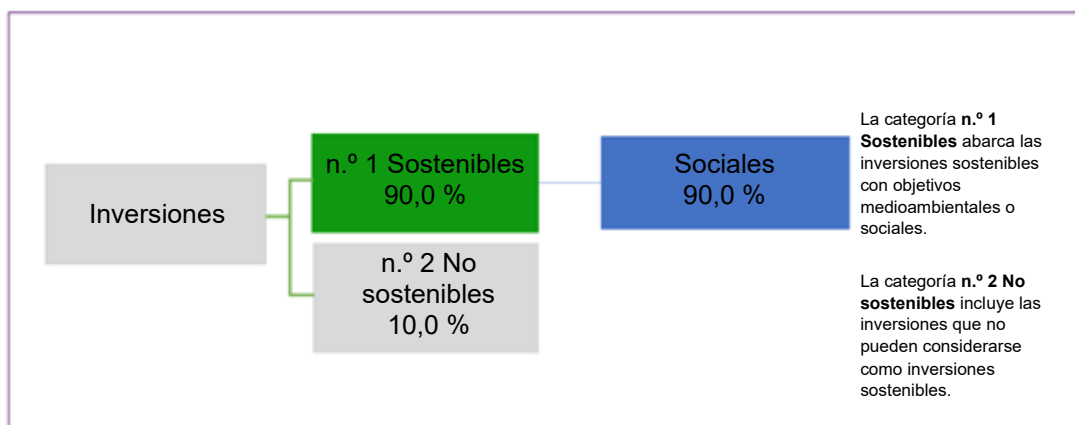 Inversiones
n.º 1 Sostenibles
90,0 %
n.º 2 No
sostenibles
10,0 %
Sociales
90,0 %
La categoría n.º 1
Sostenibles abarca las
inversiones sostenibles
con objetivos
medioambientales o
sociales.
La categoría n.º 2 No
sostenibles incluye las
inversiones que no
pueden considerarse
como inversiones
sostenibles.